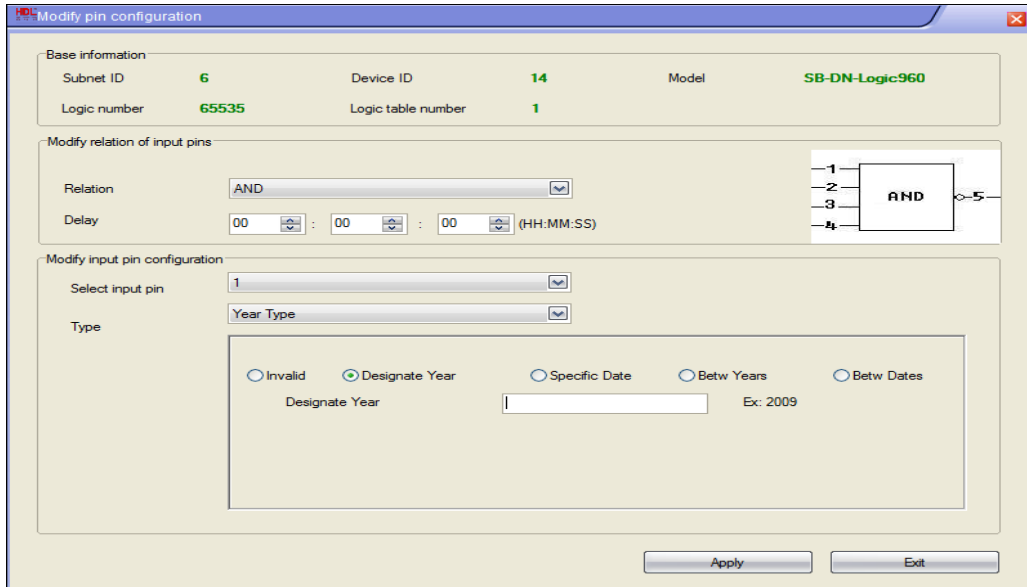 HDL Modify pin configuration
Base information
Subnet ID 6 Device ID 14 Model SB-DN-Logic960
Logic number 65535 Logic table number 1
Modify relation of input pins
Relation AND
Delay 00 : 00 : 00 (HH:MM:SS)
1
2
3
4
AND
5
Modify input pin configuration
Select input pin 1
Type Year Type
Invalid Designate Year Specific Date Betw Years Betw Dates
Designate Year Ex: 2009
Apply Exit